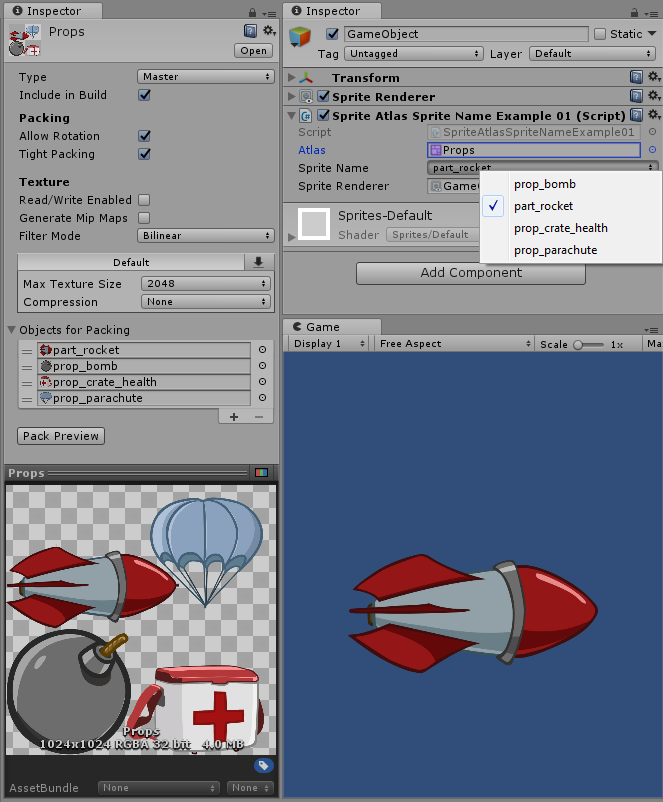 Inspector
Props
Open
Type Master
Include in Build
Packing
Allow Rotation
Tight Packing
Texture
Read/Write Enabled
Generate Mip Maps
Filter Mode Bilinear
Default
Max Texture Size 2048
Compression None
Objects for Packing
part_rocket
prop_bomb
prop_crate_health
prop_parachute
Pack Preview
Props
Props
1024x1024 RGBA 32 bit 4.0 MB
AssetBundle None None
Inspector
GameObject Static
Tag Untagged Layer Default
Transform
Sprite Renderer
Sprite Atlas Sprite Name Example 01 (Script)
Script SpriteAtlasSpriteNameExample01
Atlas Props
Sprite Name part_rocket
Sprite Renderer
prop_bomb
part_rocket
prop_crate_health
prop_parachute
Sprites-Default
Shader Sprites/Default
Add Component
Game
Display 1 Free Aspect Scale 1x